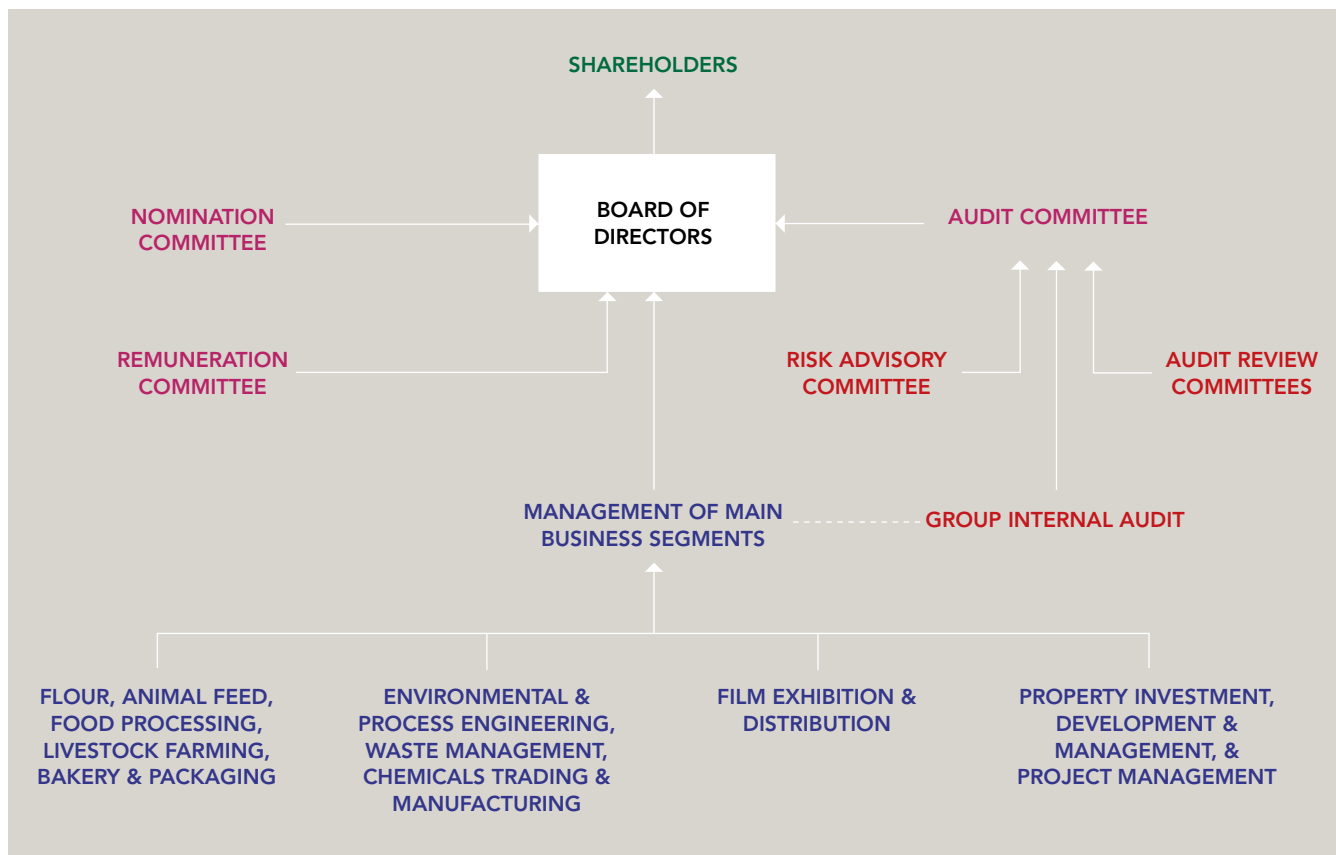 SHAREHOLDERS
BOARD OF
DIRECTORS
NOMINATION
COMMITTEE
AUDIT COMMITTEE
REMUNERATION
COMMITTEE
RISK ADVISORY
COMMITTEE
AUDIT REVIEW
COMMITTEES
MANAGEMENT OF MAIN
BUSINESS SEGMENTS
GROUP INTERNAL AUDIT
FLOUR, ANIMAL FEED,
FOOD PROCESSING,
LIVESTOCK FARMING,
BAKERY & PACKAGING
ENVIRONMENTAL &
PROCESS ENGINEERING,
WASTE MANAGEMENT,
CHEMICALS TRADING &
MANUFACTURING
FILM EXHIBITION &
DISTRIBUTION
PROPERTY INVESTMENT,
DEVELOPMENT &
MANAGEMENT, &
PROJECT MANAGEMENT